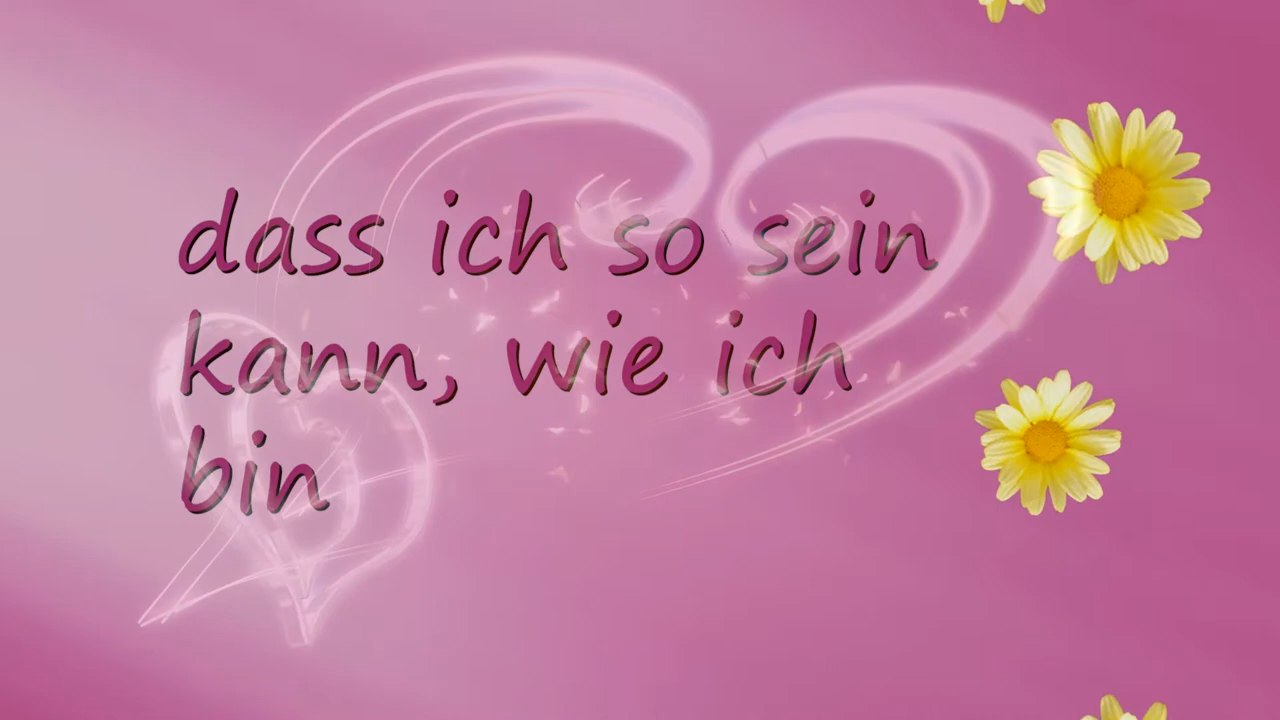 dass ich so sein
kann, wie ich
bin